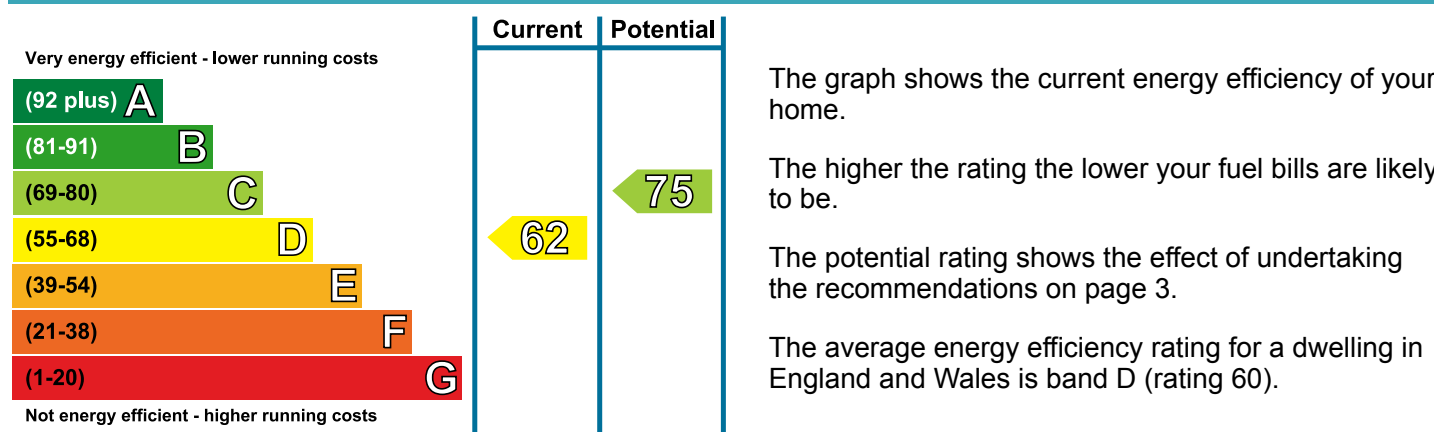 Current Potential
Very energy efficient - lower running costs
(92 plus) A
(81-91) B
(69-80) C
75
(55-68) D
62
(39-54) E
(21-38) F
(1-20) G
Not energy efficient - higher running costs
The graph shows the current energy efficiency of your
home.
The higher the rating the lower your fuel bills are likely
to be.
The potential rating shows the effect of undertaking
the recommendations on page 3.
The average energy efficiency rating for a dwelling in
England and Wales is band D (rating 60).